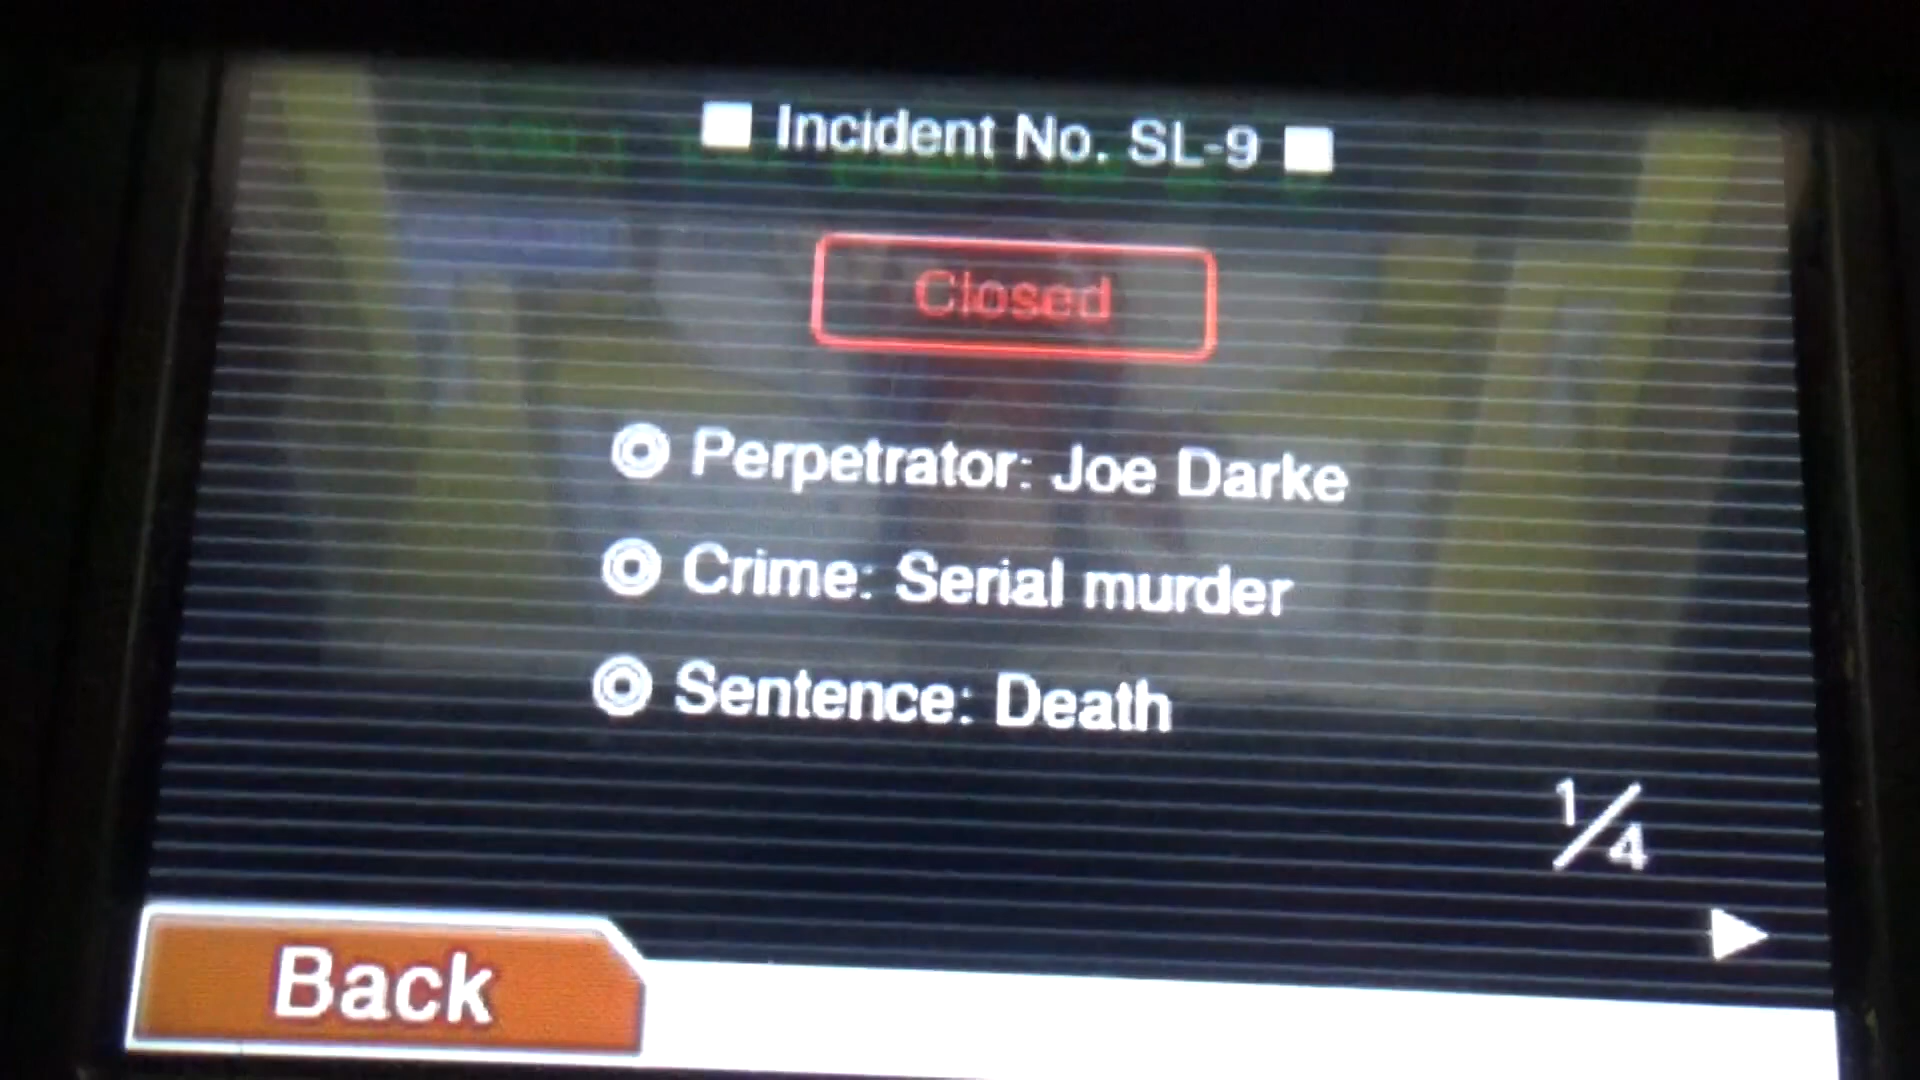 ■ Incident No. SL-9 ■
Closed
◎ Perpetrator: Joe Darke
◎ Crime: Serial murder
◎ Sentence: Death
1/4
Back